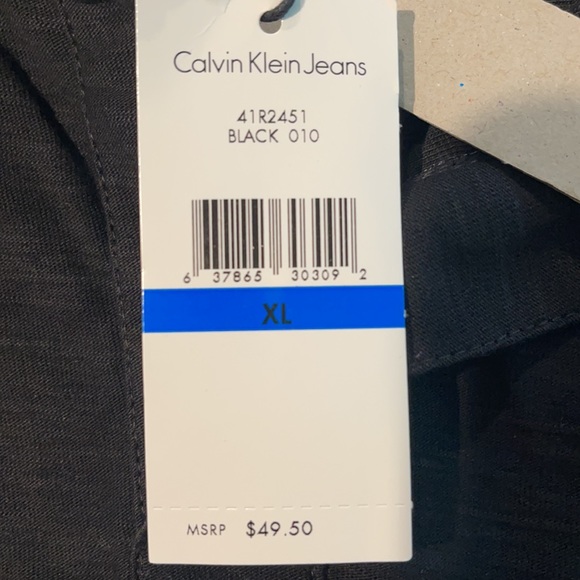 Calvin Klein Jeans
41R2451
BLACK 010
6 37865 30309 2
XL
MSRP $49.50